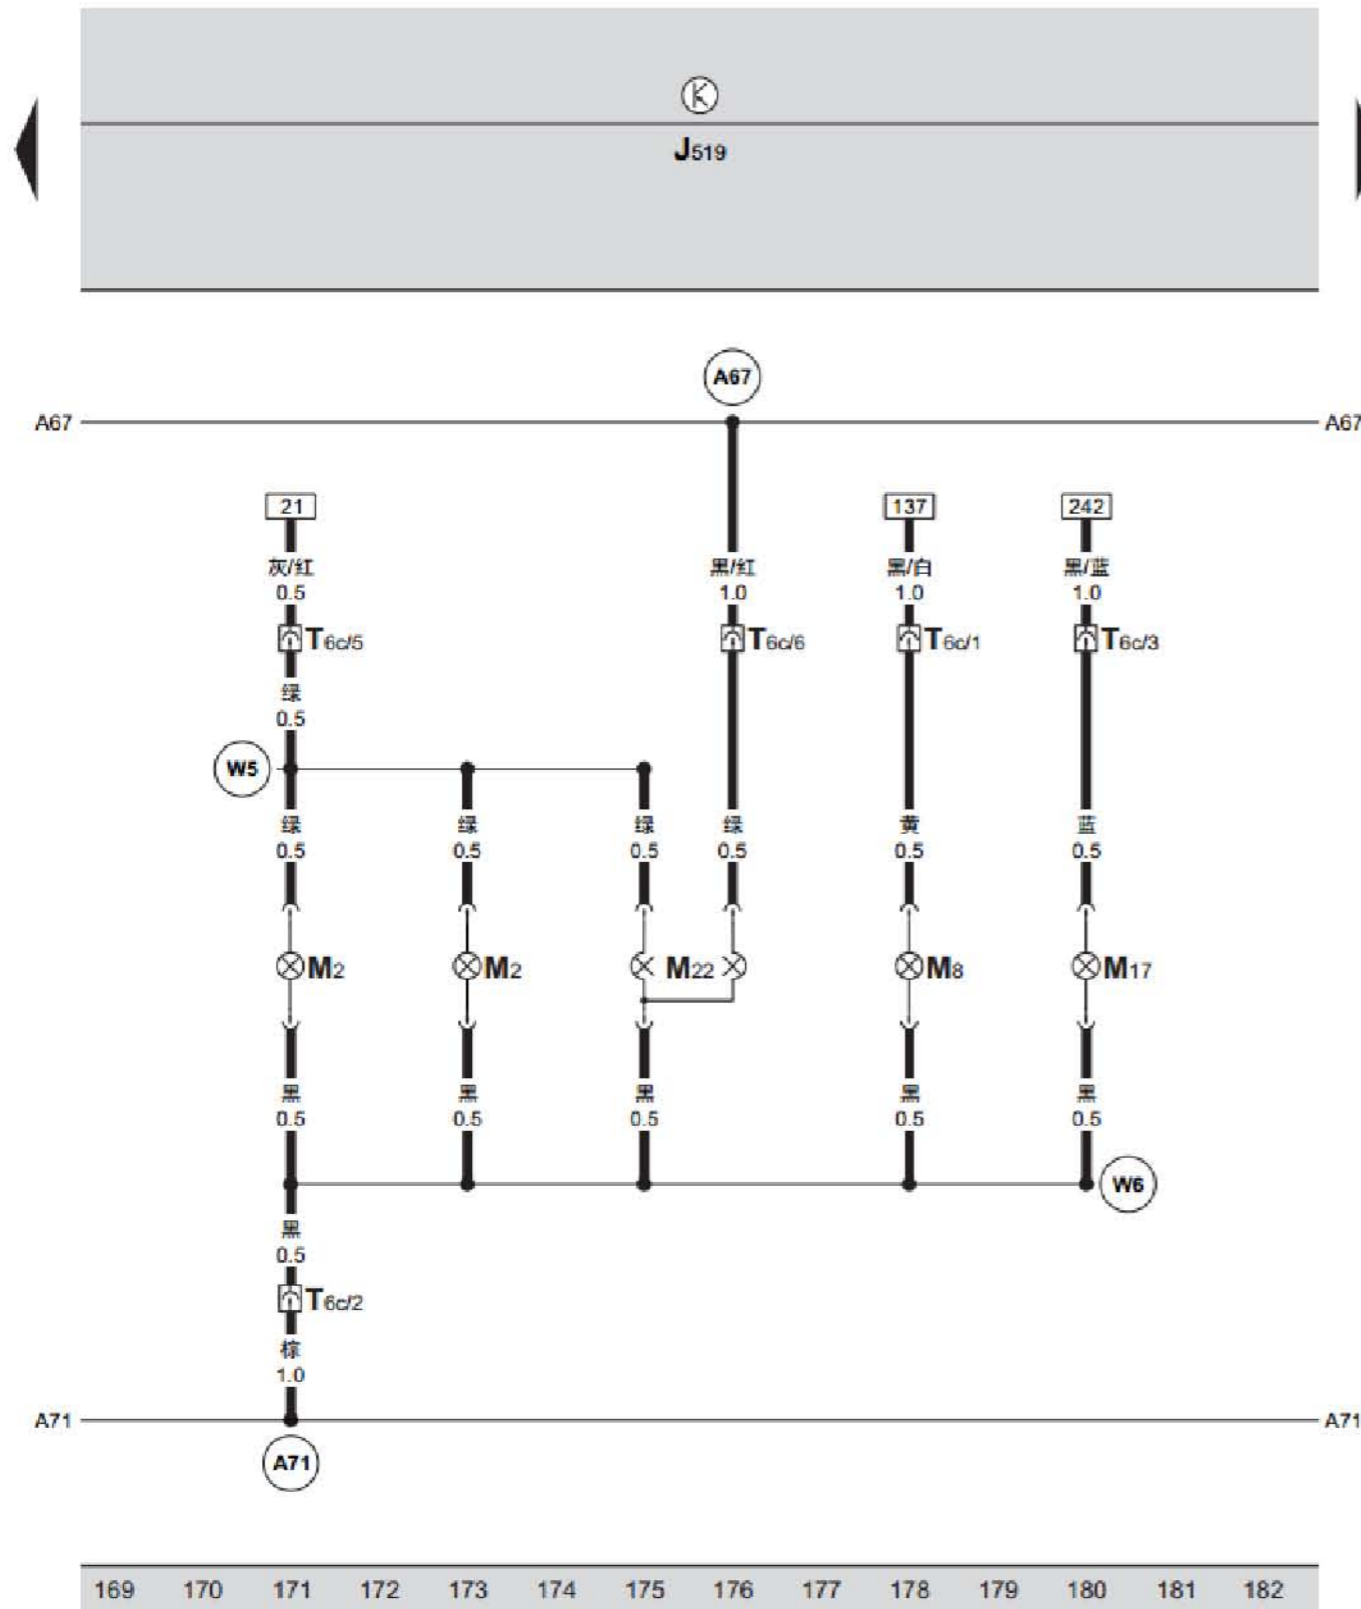 J519
A67
A67 A67
21 137 242
灰/红 黑/红 黑/白 黑/蓝
0.5 1.0 1.0 1.0
T6c/5 T6c/6 T6c/1 T6c/3
绿
0.5
W5
绿 绿 绿 绿 黄 蓝
0.5 0.5 0.5 0.5 0.5 0.5
M2 M2 M22 M8 M17
黑 黑 黑 黑 黑
0.5 0.5 0.5 0.5 0.5
W6
黑
0.5
T6c/2
棕
1.0
A71 A71
A71
169 170 171 172 173 174 175 176 177 178 179 180 181 182